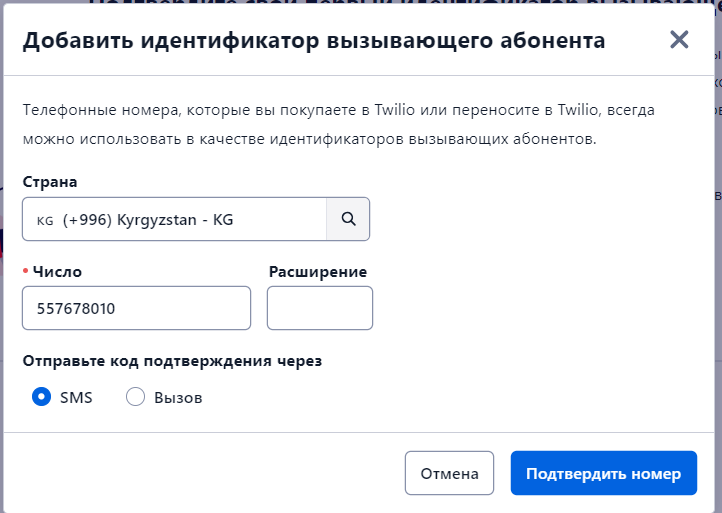 Добавить идентификатор вызывающего абонента
Телефонные номера, которые вы покупаете в Twilio или переносите в Twilio, всегда
можно использовать в качестве идентификаторов вызывающих абонентов.
Страна
KG (+996) Kyrgyzstan - KG
• Число Расширение
557678010
Отправьте код подтверждения через
SMS Вызов
Отмена Подтвердить номер